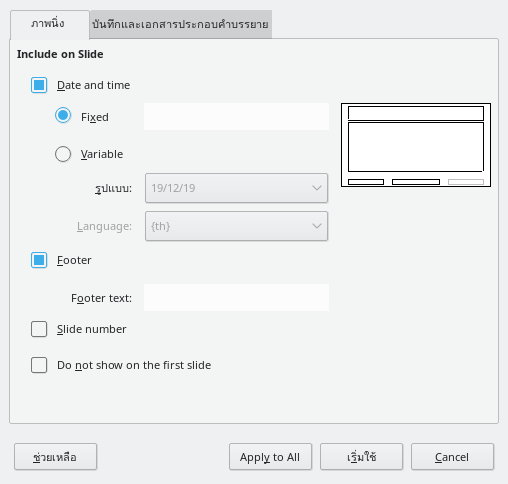 ภาพนิ่ง
บันทึกและเอกสารประกอบคำบรรยาย
Include on Slide
Date and time
Fixed
Variable
รูปแบบ:
19/12/19
Language:
{th}
Footer
Footer text:
Slide number
Do not show on the first slide
ช่วยเหลือ
Apply to All
เริ่มใช้
Cancel